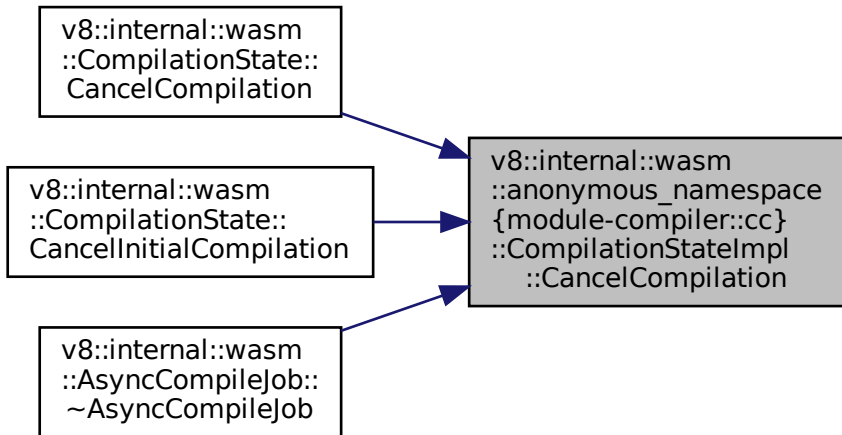 v8::internal::wasm
::CompilationState::
CancelCompilation
v8::internal::wasm
::CompilationState::
CancelInitialCompilation
v8::internal::wasm
::AsyncCompileJob::
~AsyncCompileJob
v8::internal::wasm
::anonymous_namespace
{module-compiler::cc}
::CompilationStateImpl
::CancelCompilation